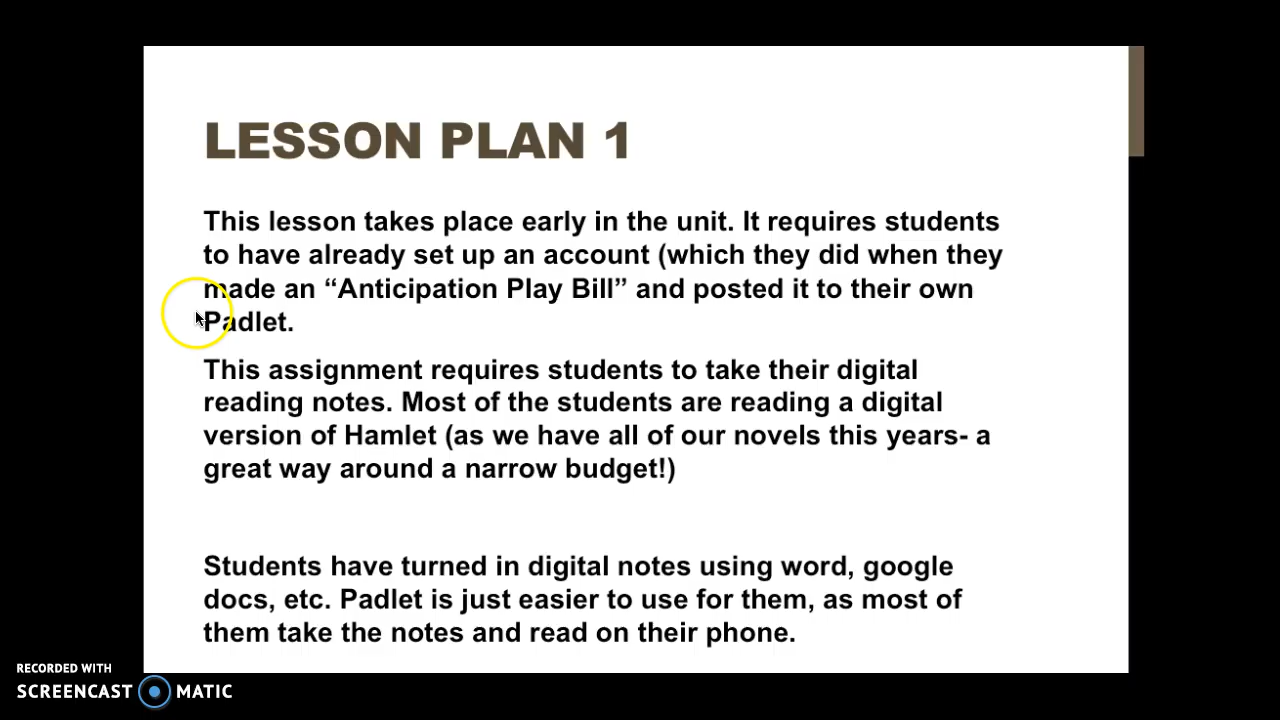 LESSON PLAN 1
This lesson takes place early in the unit. It requires students
to have already set up an account (which they did when they
made an “Anticipation Play Bill” and posted it to their own
Padlet.
This assignment requires students to take their digital
reading notes. Most of the students are reading a digital
version of Hamlet (as we have all of our novels this years- a
great way around a narrow budget!)
Students have turned in digital notes using word, google
docs, etc. Padlet is just easier to use for them, as most of
them take the notes and read on their phone.
RECORDED WITH
SCREENCAST MATIC